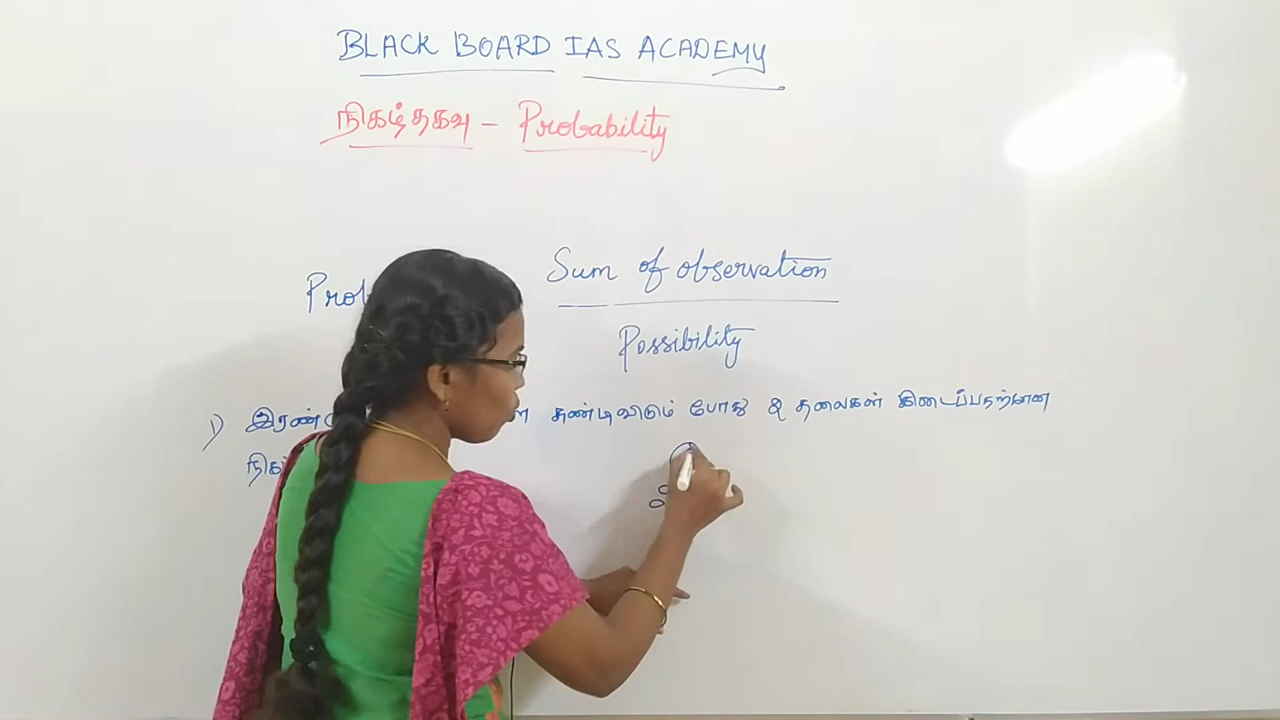 BLACK BOARD IAS ACADEMY
நிகழ்தகவு - Probability
Sum of observation
Prob
Possibility
1) இரண் சுண்டிவிடும் போது 2 தலைகள் கிடைப்பதற்கான
நிக